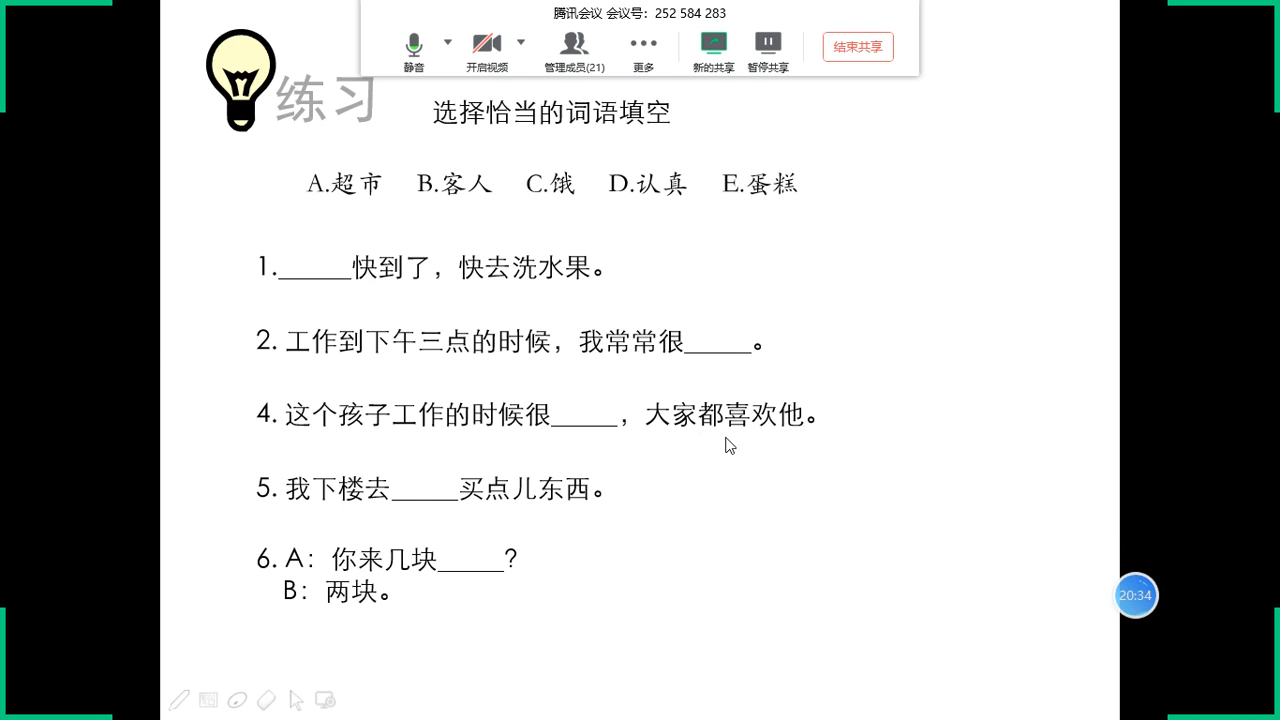 腾讯会议 会议号：252 584 283
静音 开启视频 管理成员(21) 更多 新的共享 暂停共享 结束共享
练习
选择恰当的词语填空
A.超市 B.客人 C.饿 D.认真 E.蛋糕
1._____快到了，快去洗水果。
2. 工作到下午三点的时候，我常常很_____。
4. 这个孩子工作的时候很_____，大家都喜欢他。
5. 我下楼去_____买点儿东西。
6. A：你来几块_____?
B：两块。
20:34